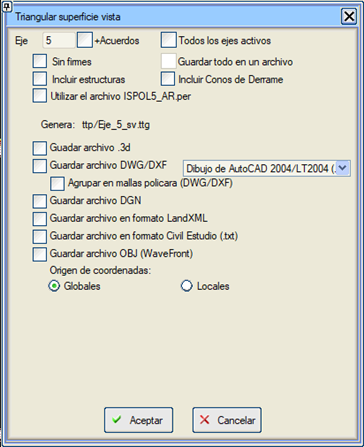 Triangular superficie vista
Eje 5 +Acuerdos Todos los ejes activos
Sin firmes Guardar todo en un archivo
Incluir estructuras Incluir Conos de Derrame
Utilizar el archivo ISPOL5_AR.per
Genera: ttp/Eje_5_sv.ttg
Guadar archivo .3d
Guardar archivo DWG/DXF Dibujo de AutoCAD 2004/LT2004 (.
Agrupar en mallas policara (DWG/DXF)
Guardar archivo DGN
Guardar archivo en formato LandXML
Guardar archivo en formato Civil Estudio (.txt)
Guardar archivo OBJ (WaveFront)
Origen de coordenadas:
Globales Locales
Aceptar Cancelar